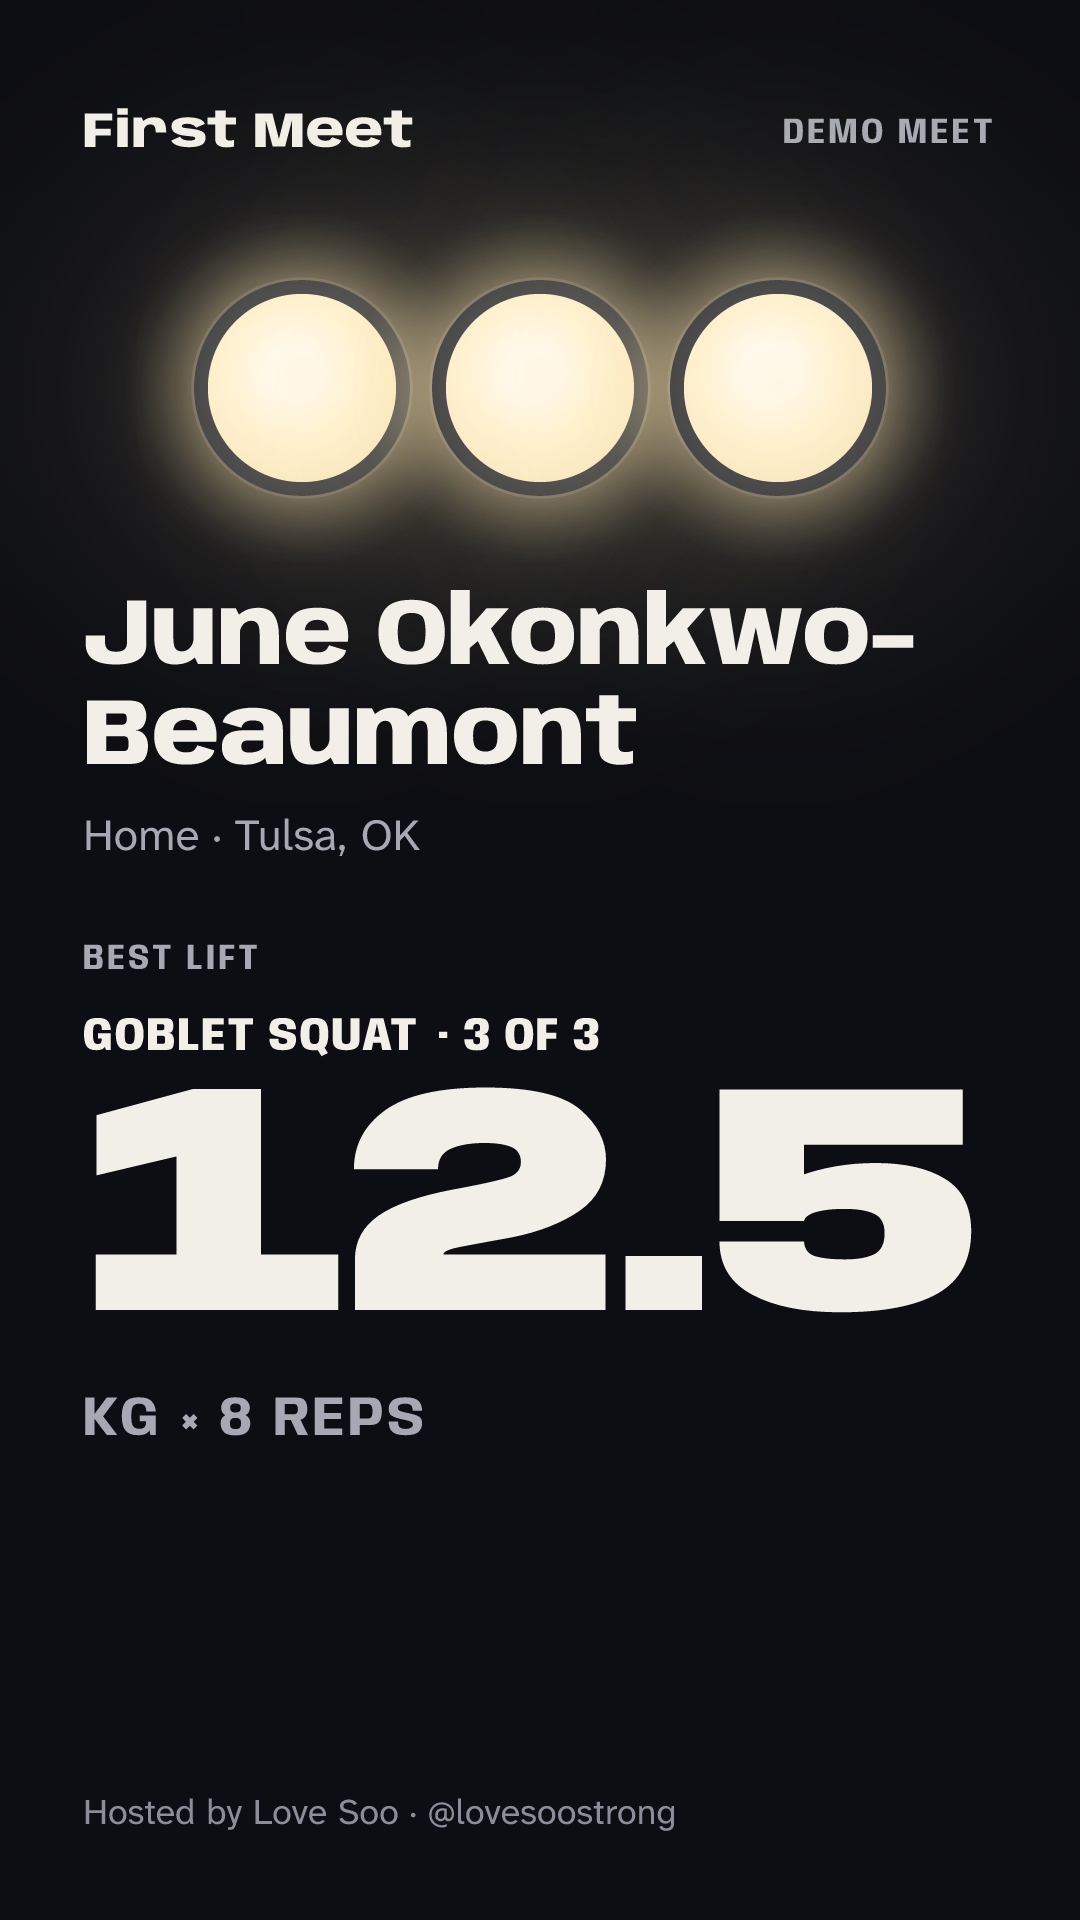 First Meet
DEMO MEET
June Okonkwo-
Beaumont
Home · Tulsa, OK
BEST LIFT
GOBLET SQUAT · 3 OF 3
12.5
KG × 8 REPS
Hosted by Love Soo · @lovesoostrong